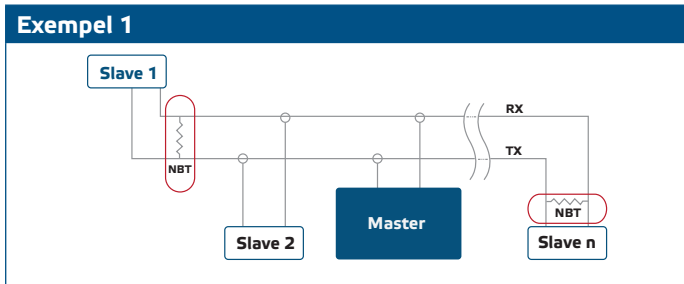 Exempel 1
Slave 1
RX
NBT
TX
NBT
Slave 2
Master
Slave n